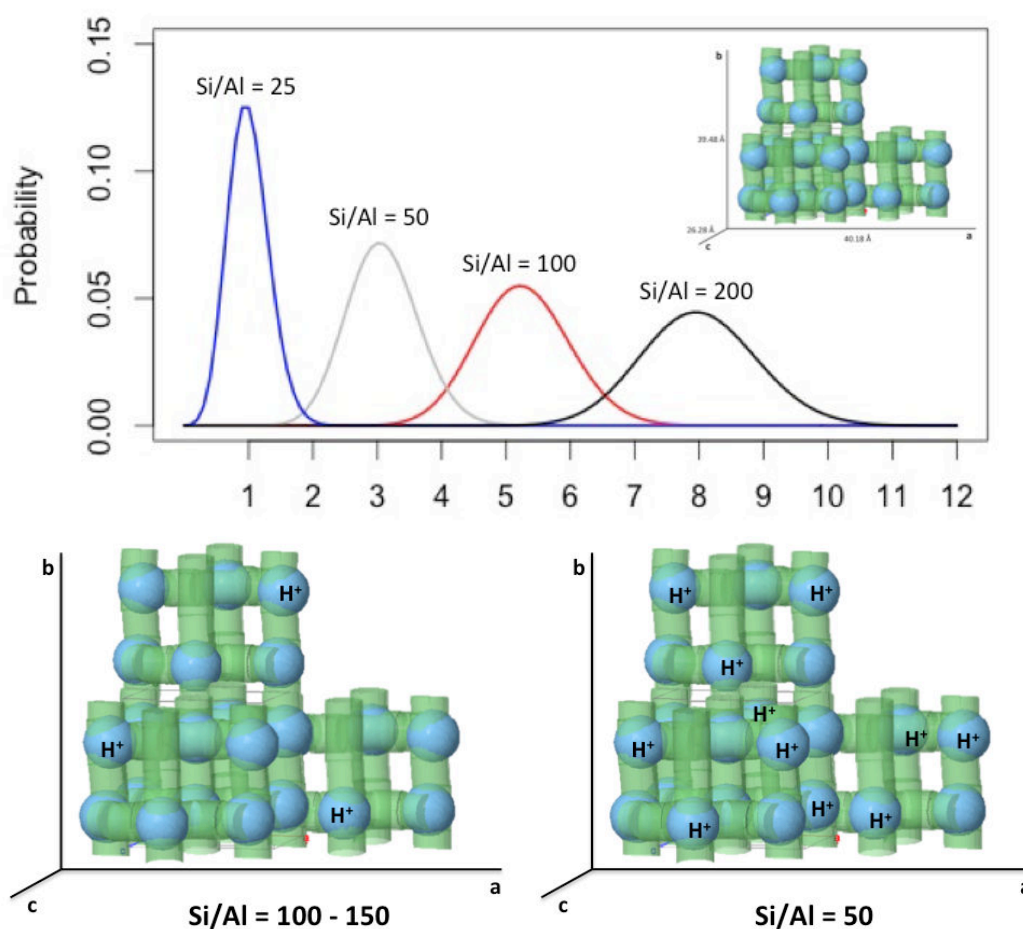 0.15
0.10
0.05
0.00
Probability
Si/Al = 25
Si/Al = 50
Si/Al = 100
Si/Al = 200
b
39.48 Å
26.28 Å
c
40.18 Å
a
1 2 3 4 5 6 7 8 9 10 11 12
b
H⁺
H⁺
H⁺
a
a
c
Si/Al = 100 - 150
b
H⁺
H⁺
H⁺
H⁺
H⁺
H⁺
H⁺
H⁺
H⁺
H⁺
H⁺
a
a
c
Si/Al = 50